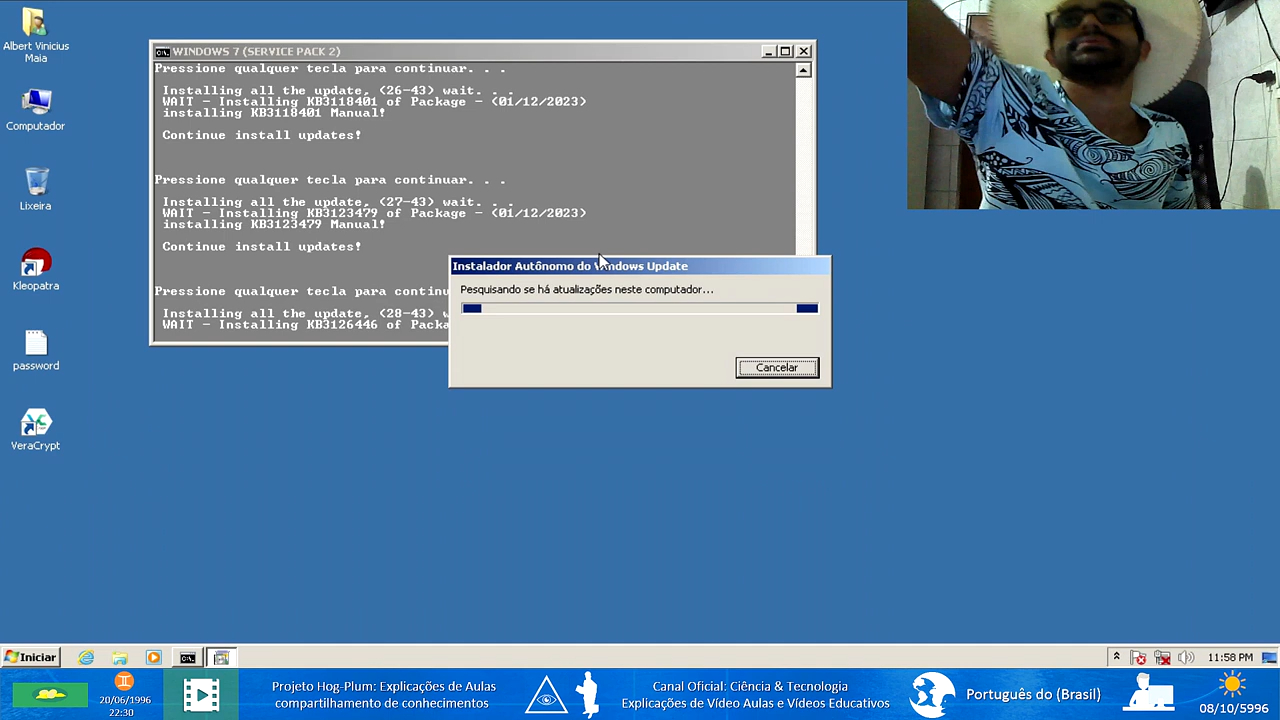 Albert Vinicius
Maia
Computador
Lixeira
Kleopatra
password
VeraCrypt
WINDOWS 7 (SERVICE PACK 2)
Pressione qualquer tecla para continuar. . .
Installing all the update, (26-43) wait. . .
WAIT - Installing KB3118401 of Package - (01/12/2023)
installing KB3118401 Manual!
Continue install updates!
Pressione qualquer tecla para continuar. . .
Installing all the update, (27-43) wait. . .
WAIT - Installing KB3123479 of Package - (01/12/2023)
installing KB3123479 Manual!
Continue install updates!
Pressione qualquer tecla para continu
Installing all the update, (28-43) w
WAIT - Installing KB3126446 of Packa
Instalador Autônomo do Windows Update
Pesquisando se há atualizações neste computador...
Cancelar
Iniciar
11:58 PM
20/06/1996
22:30
Projeto Hog-Plum: Explicações de Aulas
compartilhamento de conhecimentos
Canal Oficial: Ciência & Tecnologia
Explicações de Vídeo Aulas e Vídeos Educativos
Português do (Brasil)
08/10/5996